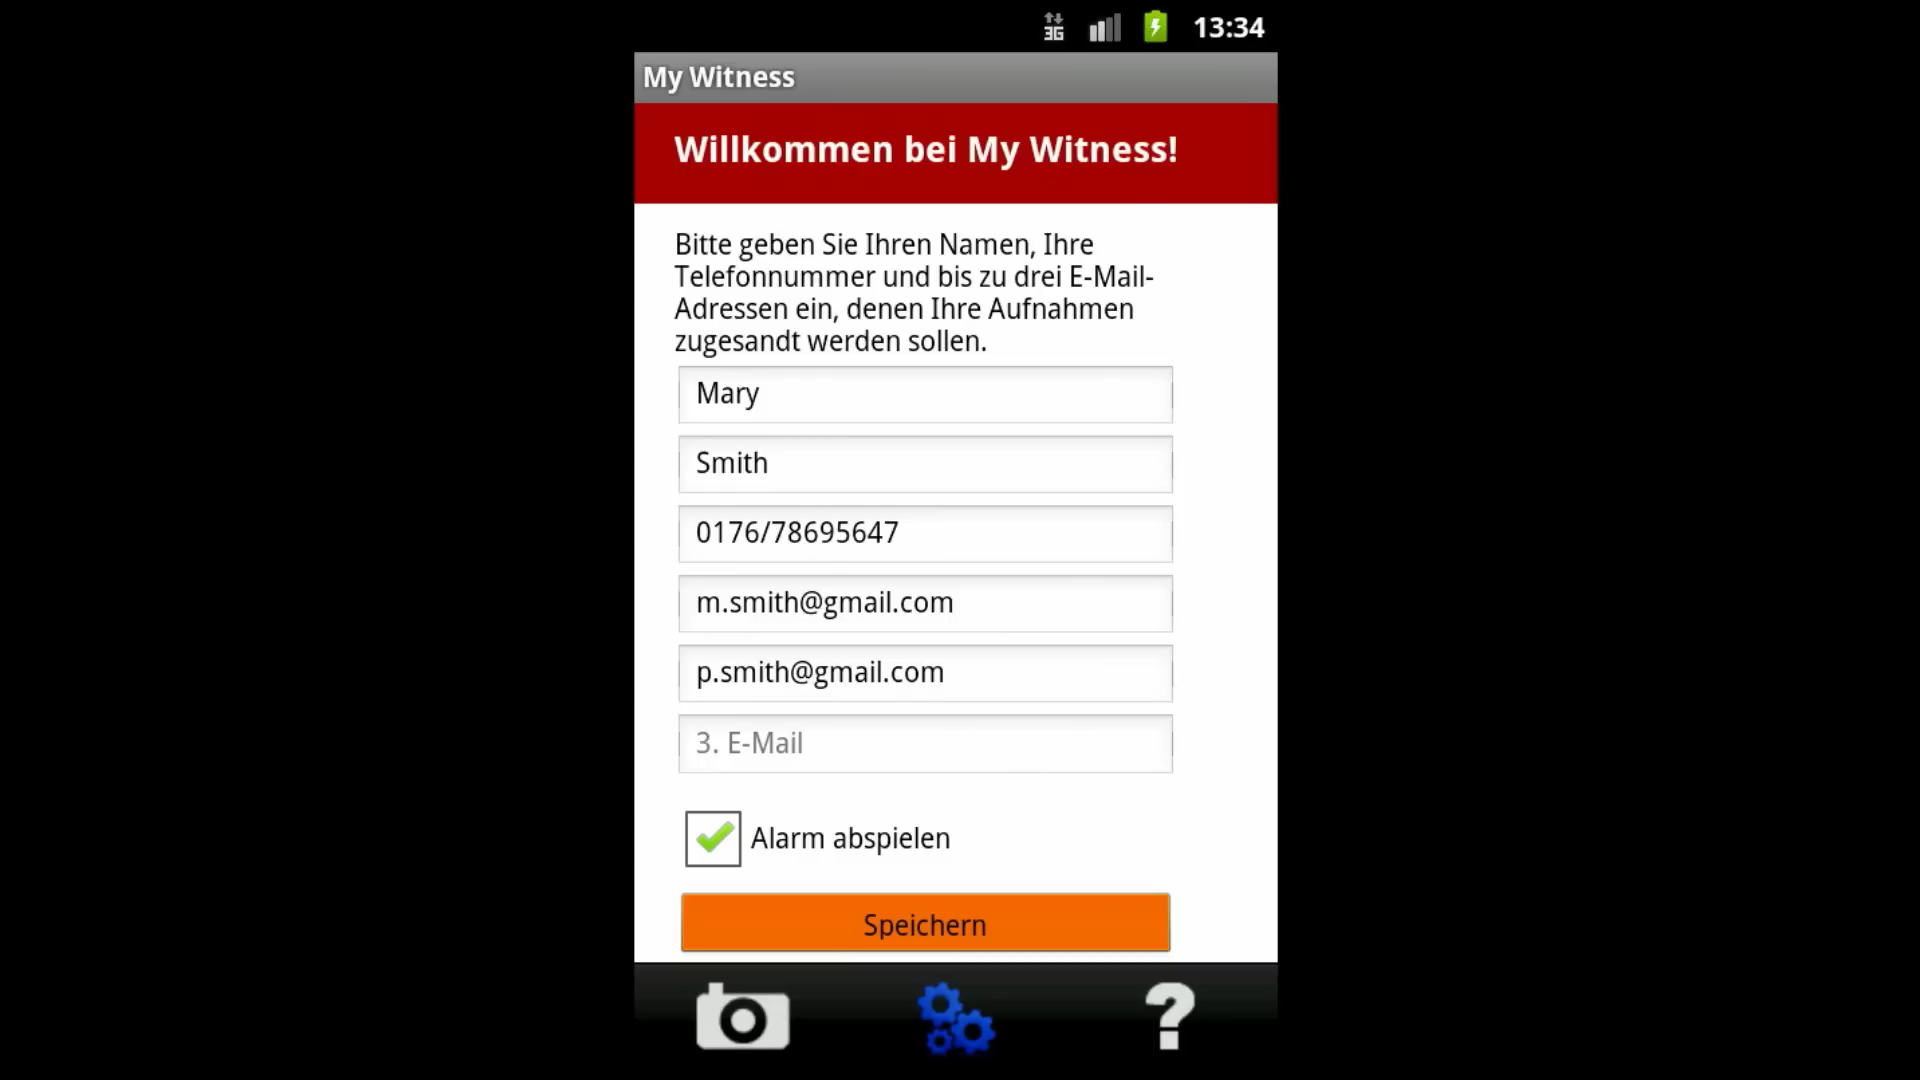 3G
13:34
My Witness
Willkommen bei My Witness!
Bitte geben Sie Ihren Namen, Ihre
Telefonnummer und bis zu drei E-Mail-
Adressen ein, denen Ihre Aufnahmen
zugesandt werden sollen.
Mary
Smith
0176/78695647
m.smith@gmail.com
p.smith@gmail.com
3. E-Mail
Alarm abspielen
Speichern
?